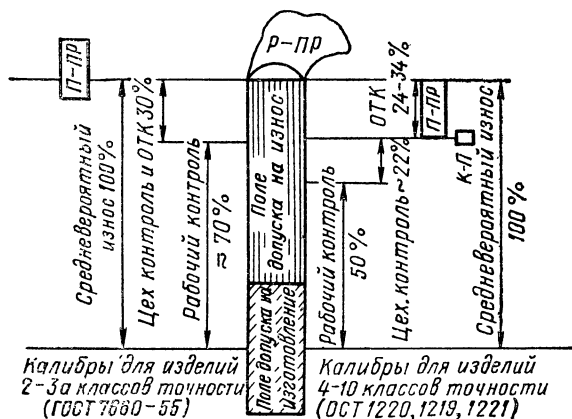 Р-ПР
П-ПР
Средневероятный
износ 100%
Цех контроль и ОТК 30%
Рабочий контроль
≈ 70%
Поле
допуска на износ
Поле допуска на
изготовление
Рабочий контроль
50%
Цех. контроль ~22%
ОТК
24-34%
П-ПР
К-П
Средневероятный износ
100%
Калибры для изделий
2-3а классов точности
(ГОСТ 7660-55)
Калибры для изделий
4-10 классов точности
(ОСТ 1220, 1219, 1221)